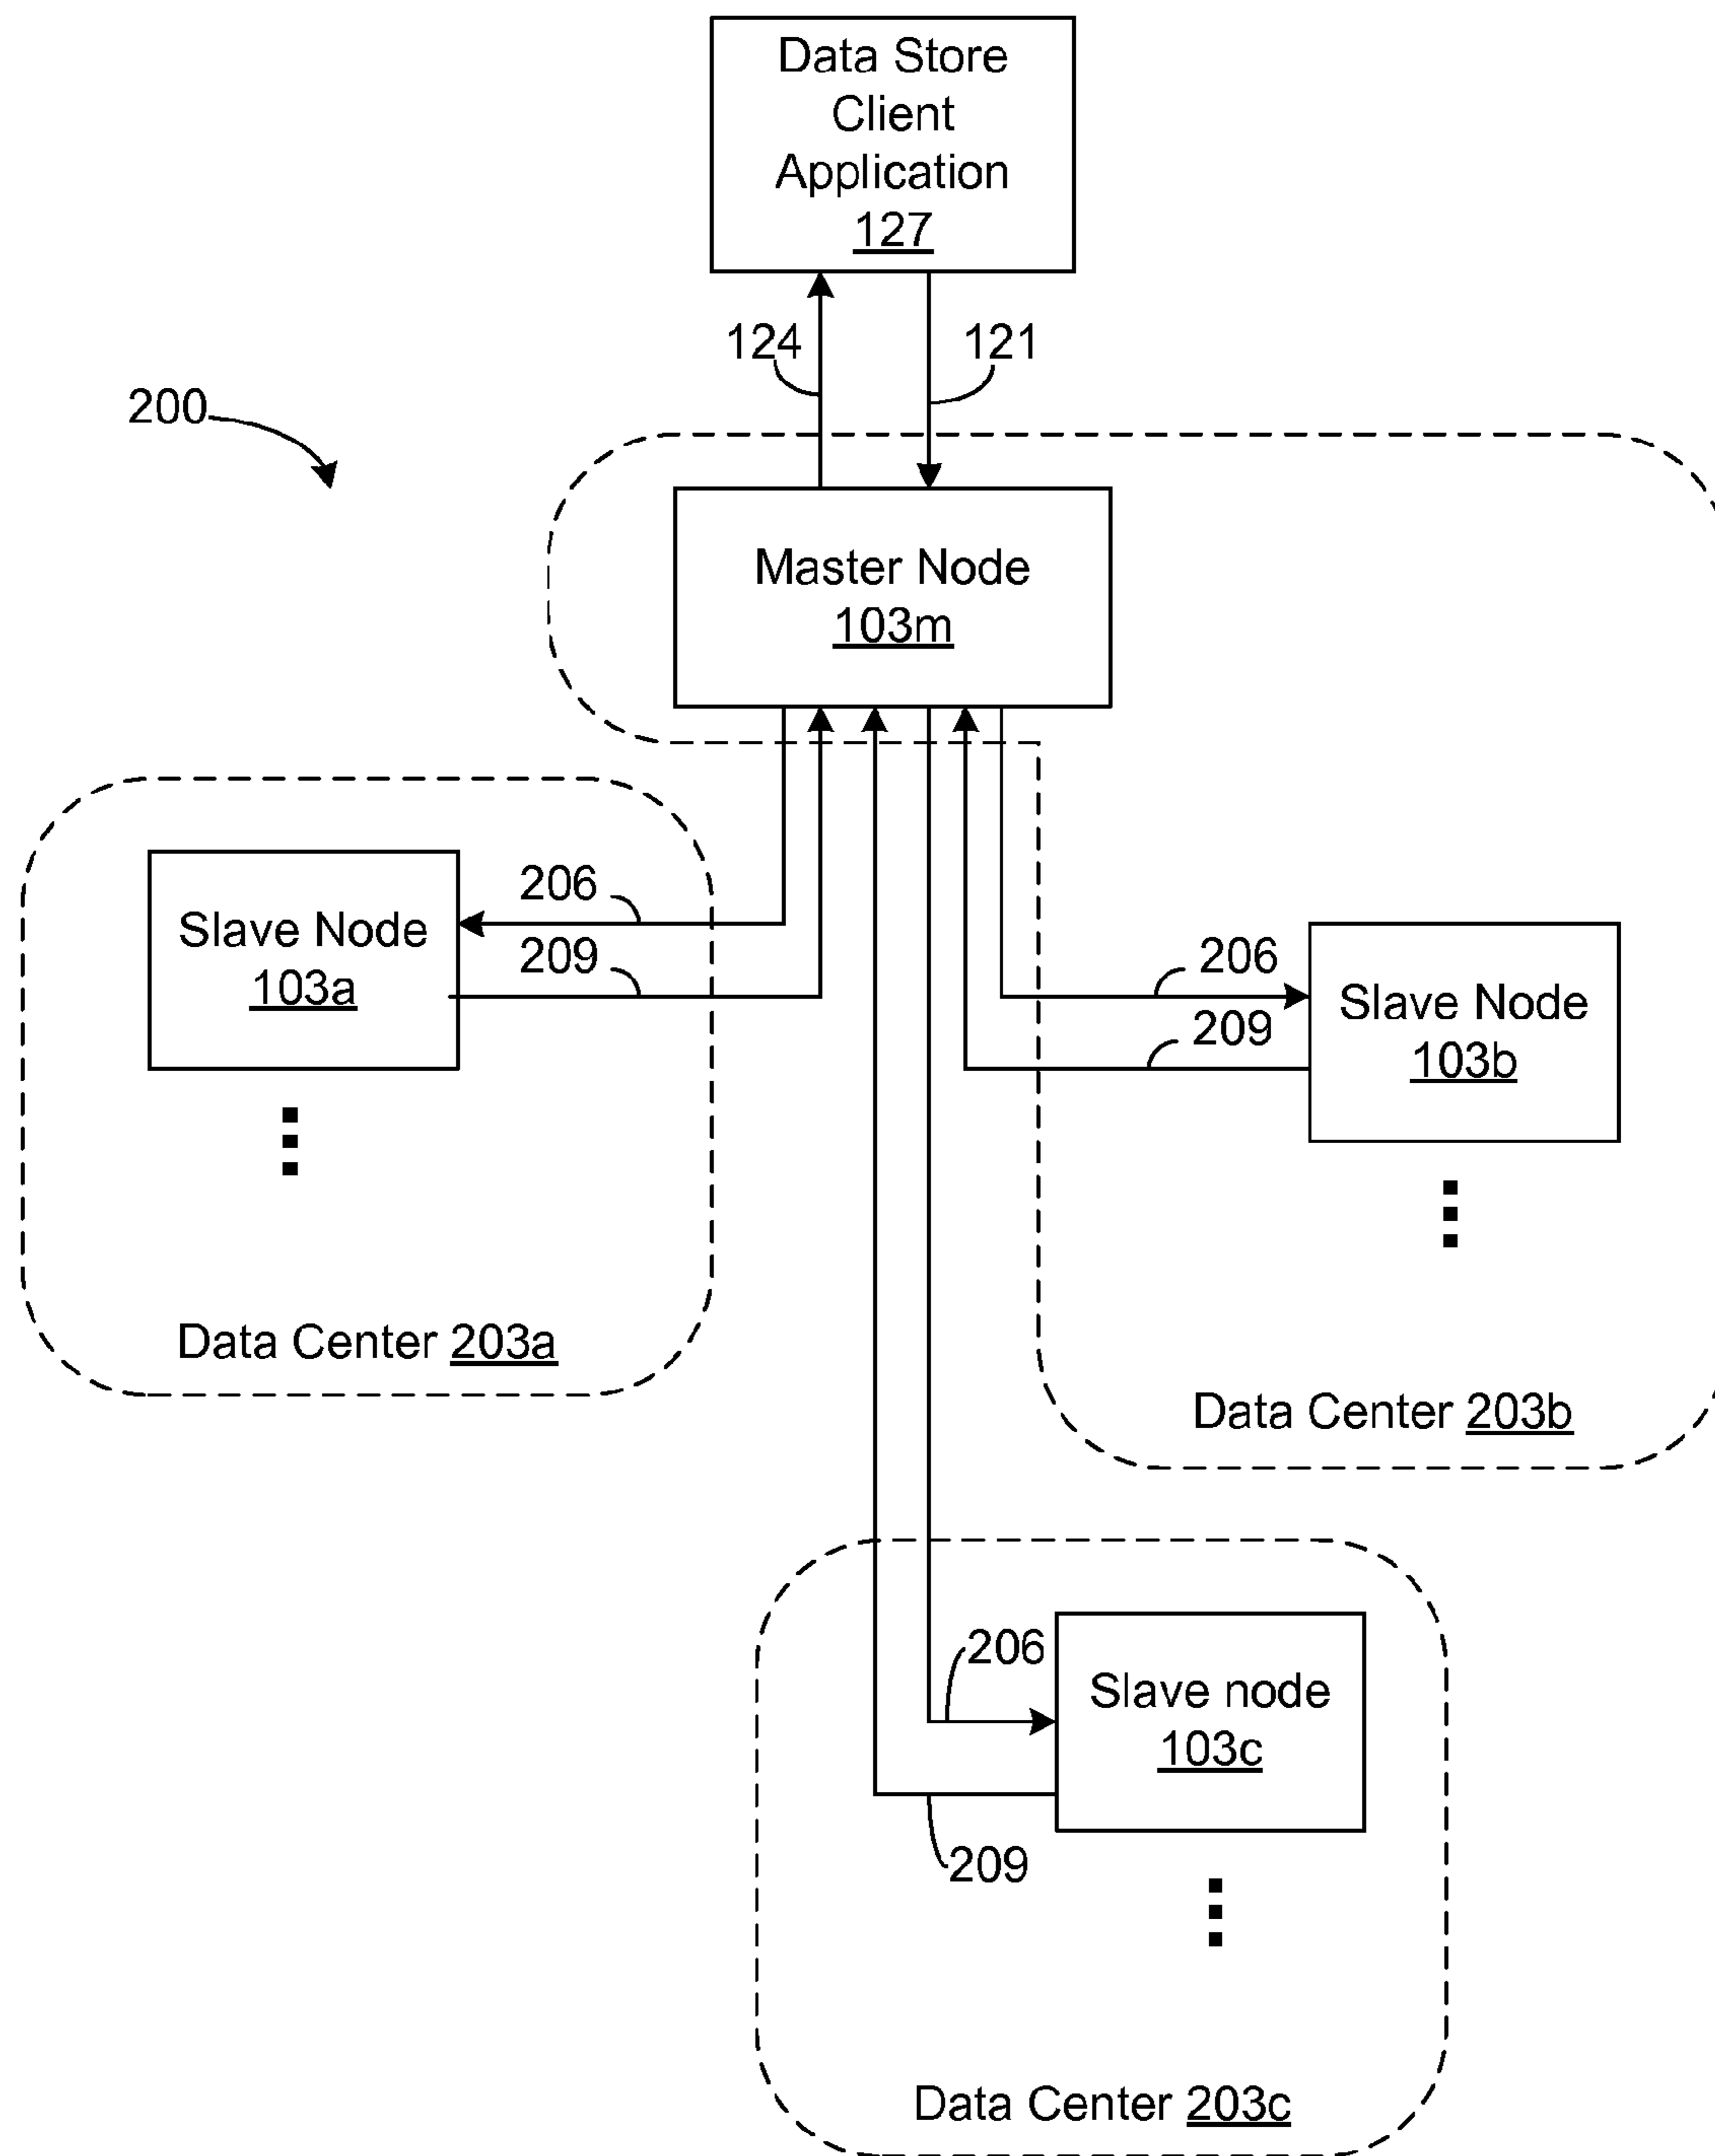 Data Store
Client
Application
127
124
121
200
Master Node
103m
206
Slave Node
103a
209
206
Slave Node
103b
209
Data Center 203a
Data Center 203b
206
Slave node
103c
209
Data Center 203c